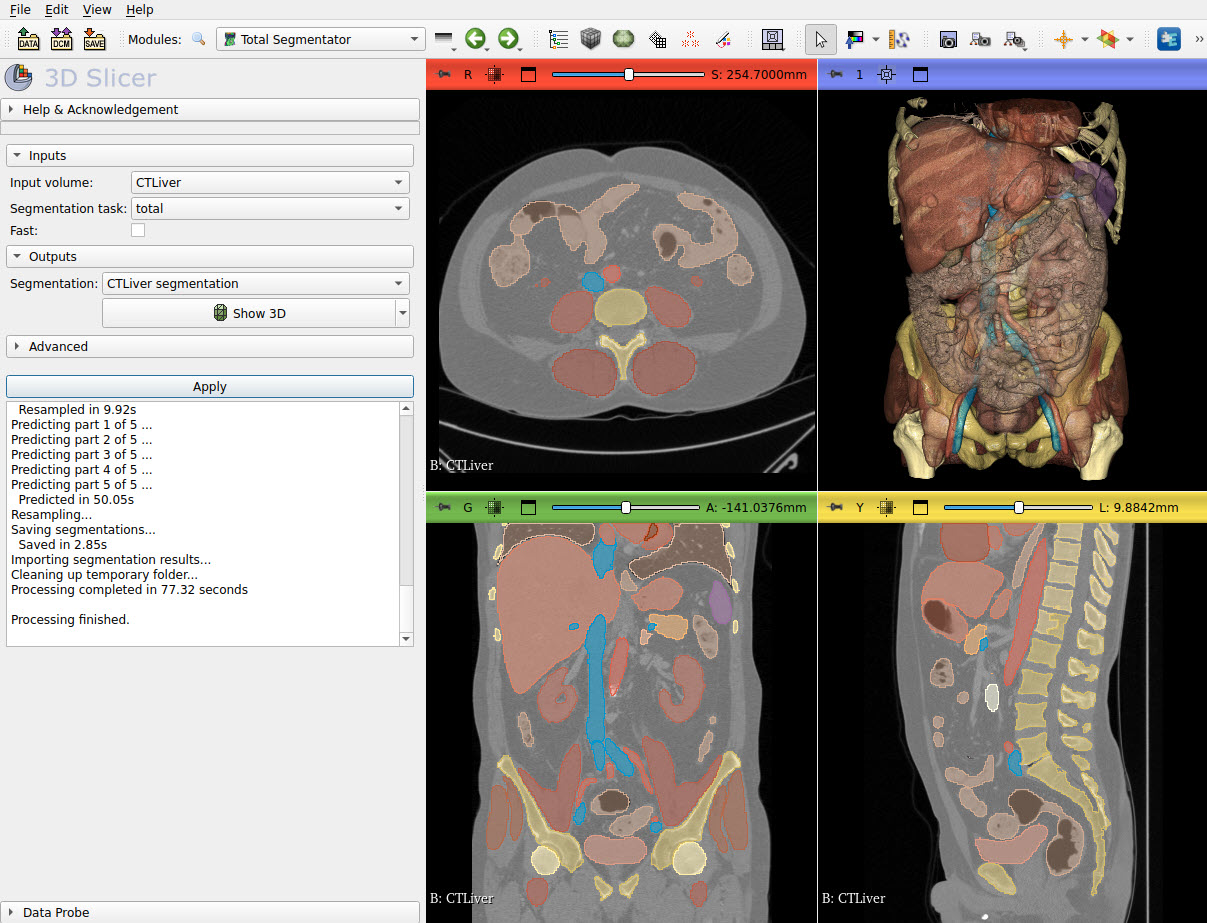 File Edit View Help
DATA DCM SAVE Modules: Total Segmentator »
3D Slicer
Help & Acknowledgement
Inputs
Input volume: CTLiver
Segmentation task: total
Fast:
Outputs
Segmentation: CTLiver segmentation
Show 3D
Advanced
Apply
Resampled in 9.92s
Predicting part 1 of 5 ...
Predicting part 2 of 5 ...
Predicting part 3 of 5 ...
Predicting part 4 of 5 ...
Predicting part 5 of 5 ...
Predicted in 50.05s
Resampling...
Saving segmentations...
Saved in 2.85s
Importing segmentation results...
Cleaning up temporary folder...
Processing completed in 77.32 seconds
Processing finished.
Data Probe
R S: 254.7000mm
B: CTLiver
1
G A: -141.0376mm
B: CTLiver
Y L: 9.8842mm
B: CTLiver